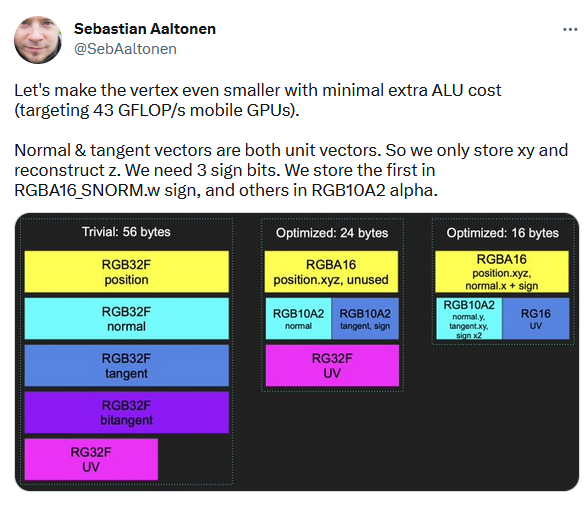 Sebastian Aaltonen
@SebAaltonen
Let's make the vertex even smaller with minimal extra ALU cost
(targeting 43 GFLOP/s mobile GPUs).
Normal & tangent vectors are both unit vectors. So we only store xy and
reconstruct z. We need 3 sign bits. We store the first in
RGBA16_SNORM.w sign, and others in RGB10A2 alpha.
Trivial: 56 bytes
RGB32F
position
RGB32F
normal
RGB32F
tangent
RGB32F
bitangent
RG32F
UV
Optimized: 24 bytes
RGBA16
position.xyz, unused
RGB10A2
normal
RGB10A2
tangent, sign
RG32F
UV
Optimized: 16 bytes
RGBA16
position.xyz,
normal.x + sign
RGB10A2
normal.y,
tangent.xy,
sign x2
RG16
UV